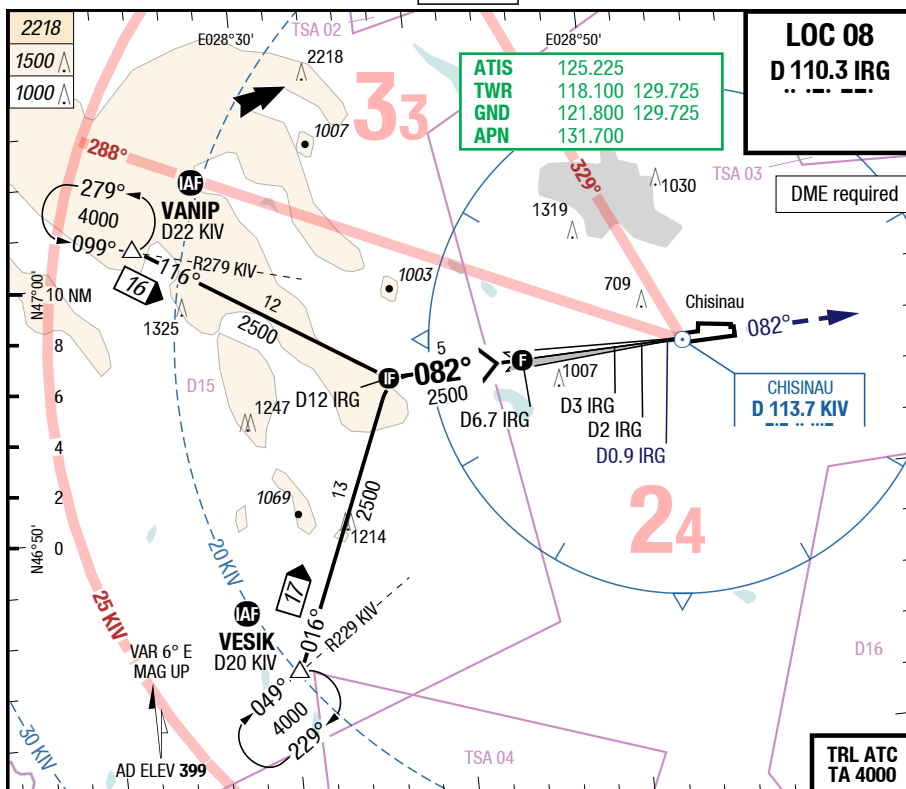 2218
1500
1000
E028°30'
TSA 02
2218
E028°50'
ATIS 125.225
TWR 118.100 129.725
GND 121.800 129.725
APN 131.700
LOC 08
D 110.3 IRG
33
1007
288°
329°
1030
TSA 03
1319
DME required
IAF
VANIP
D22 KIV
279°
4000
099°
R279 KIV
116°
16
12
2500
1003
709
Chisinau
082°
N47°00'
10 NM
1325
8
5
IF
082°
2500
F
1007
D12 IRG
D6.7 IRG
D3 IRG
D2 IRG
D0.9 IRG
CHISINAU
D 113.7 KIV
6
D15
1247
4
2
1069
13
2500
1214
24
0
N46°50'
20 KIV
17
016°
IAF
VESIK
D20 KIV
R229 KIV
25 KIV
VAR 6° E
MAG UP
049°
4000
229°
D16
30 KIV
AD ELEV 399
TSA 04
TRL ATC
TA 4000